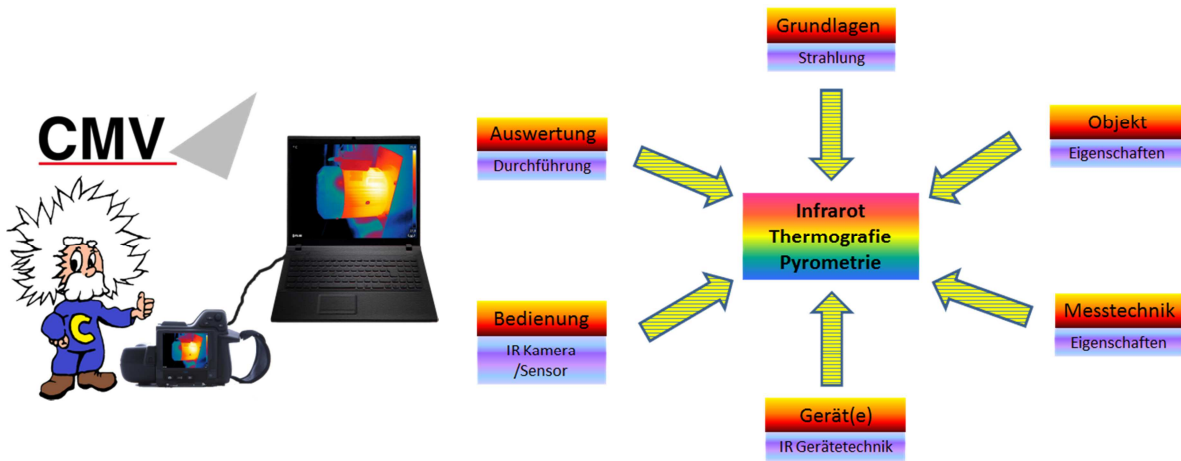 CMV
C
Grundlagen
Strahlung
Auswertung
Durchführung
Objekt
Eigenschaften
Infrarot
Thermografie
Pyrometrie
Bedienung
IR Kamera
/Sensor
Messtechnik
Eigenschaften
Gerät(e)
IR Gerätetechnik